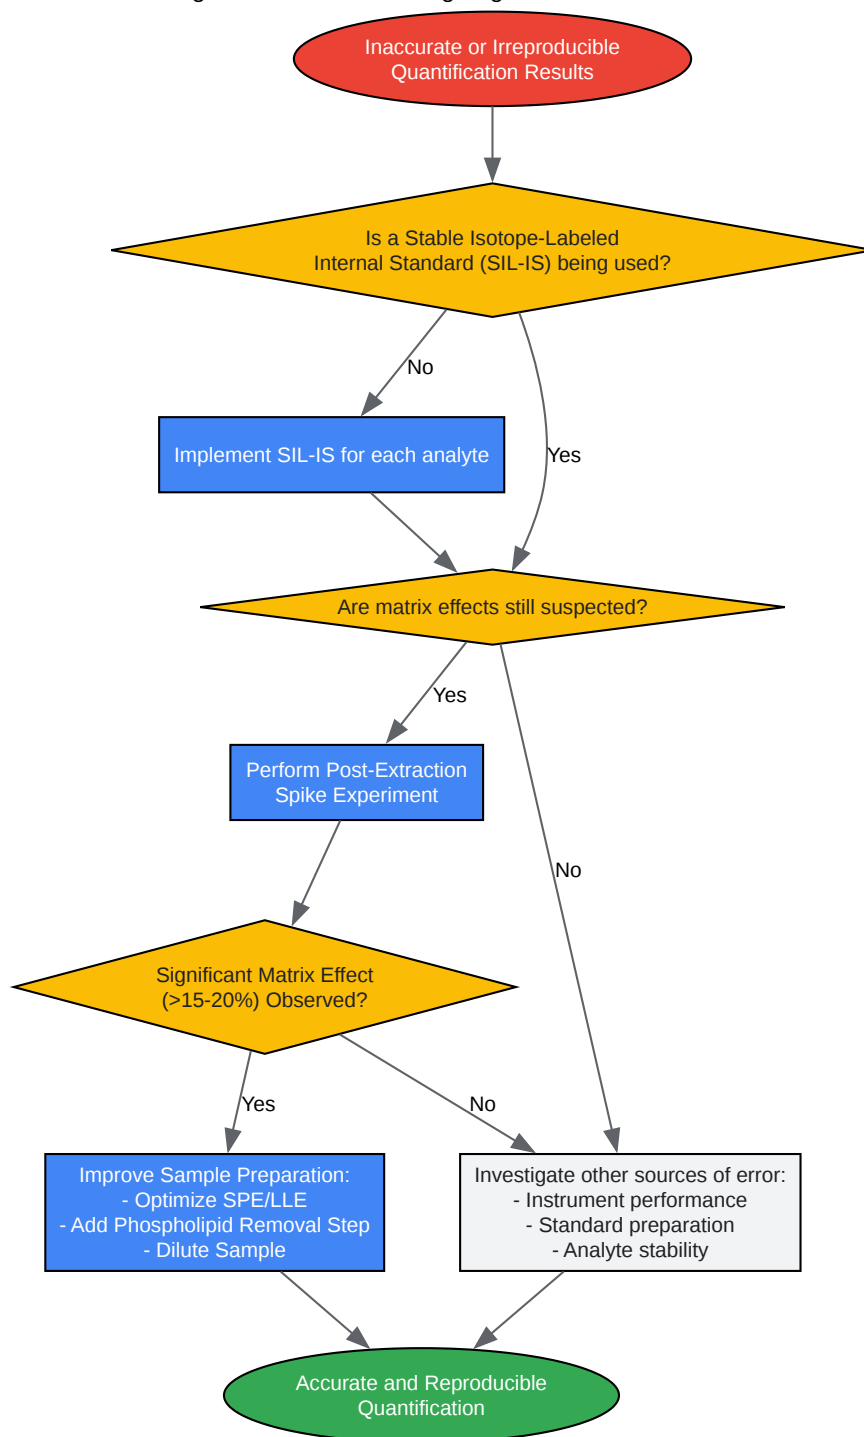 Inaccurate or Irreproducible
Quantification Results
Is a Stable Isotope-Labeled
Internal Standard (SIL-IS) being used?
No
Implement SIL-IS for each analyte
Yes
Are matrix effects still suspected?
Yes
Perform Post-Extraction
Spike Experiment
No
Significant Matrix Effect
(>15-20%) Observed?
Yes
No
Improve Sample Preparation:
- Optimize SPE/LLE
- Add Phospholipid Removal Step
- Dilute Sample
Investigate other sources of error:
- Instrument performance
- Standard preparation
- Analyte stability
Accurate and Reproducible
Quantification